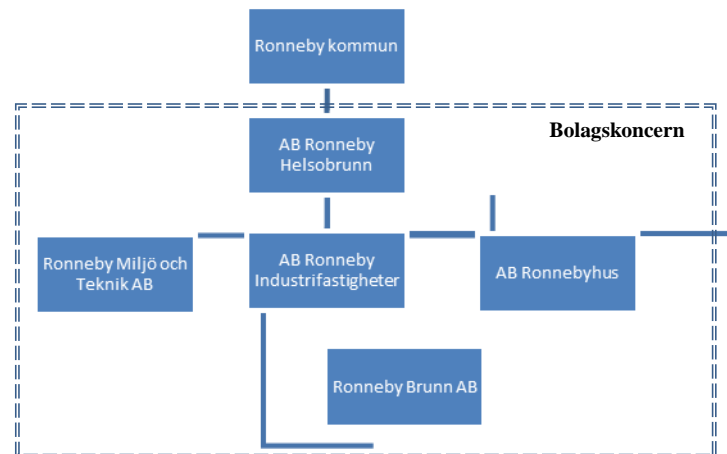 Ronneby kommun
Bolagskoncern
AB Ronneby
Helsobrunn
Ronneby Miljö och
Teknik AB
AB Ronneby
Industrifastigheter
AB Ronnebyhus
Ronneby Brunn AB